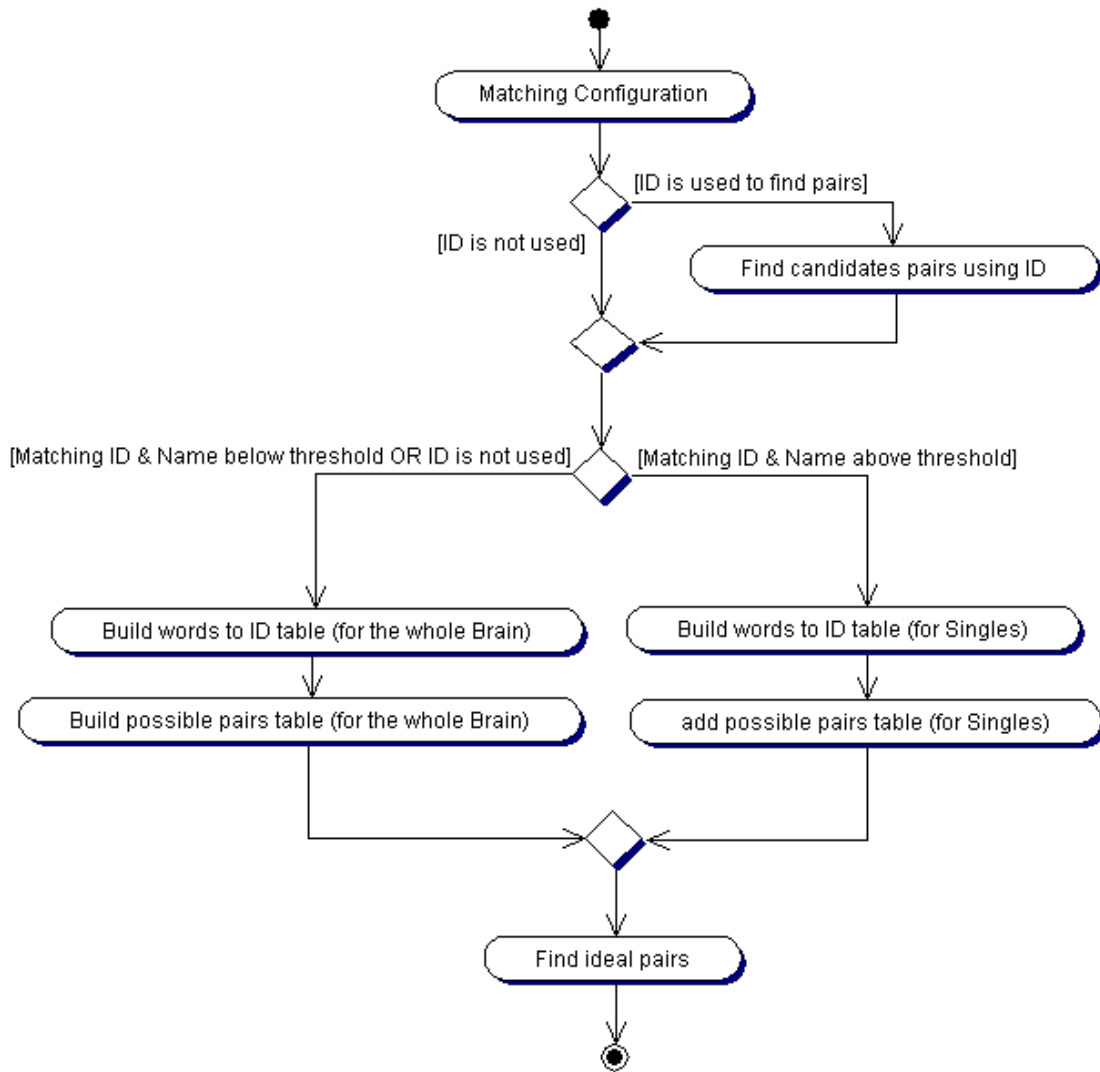 Matching Configuration
[ID is used to find pairs]
[ID is not used]
Find candidates pairs using ID
[Matching ID & Name below threshold OR ID is not used]
[Matching ID & Name above threshold]
Build words to ID table (for the whole Brain)
Build words to ID table (for Singles)
Build possible pairs table (for the whole Brain)
add possible pairs table (for Singles)
Find ideal pairs